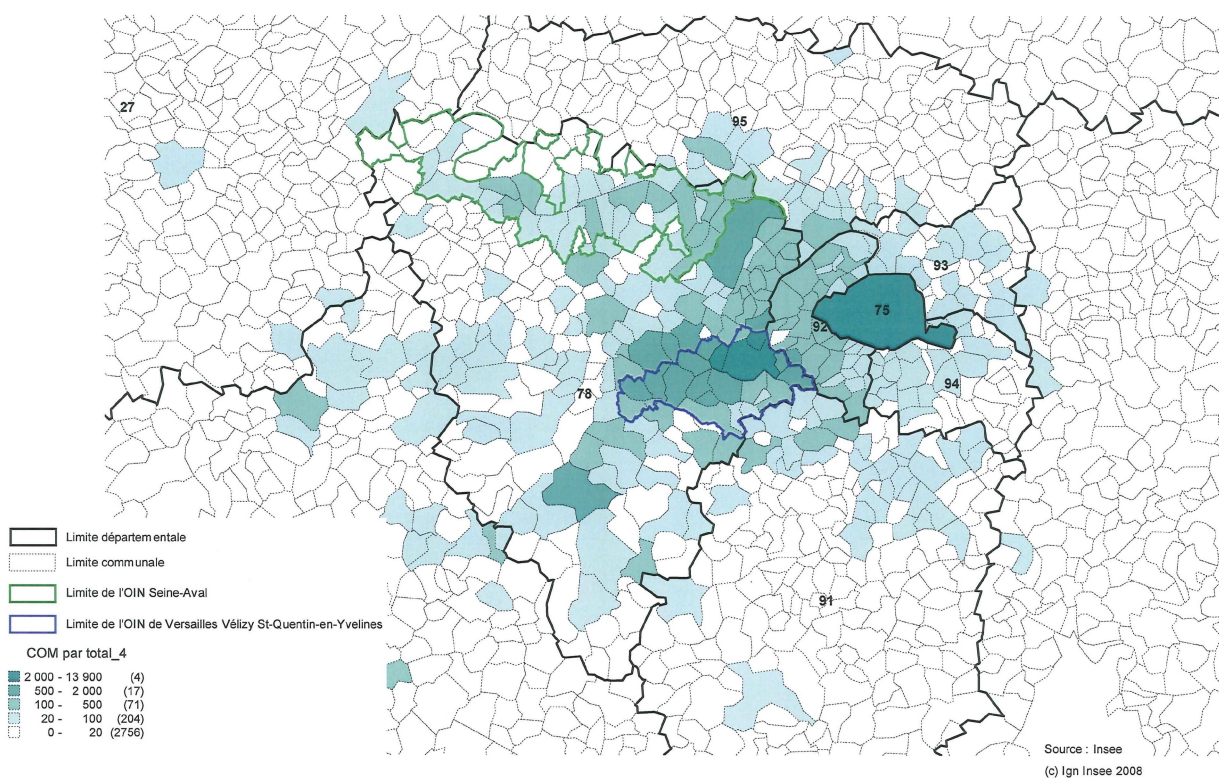 27
95
93
75
92
94
78
91
Limite départementale
Limite communale
Limite de l'OIN Seine-Aval
Limite de l'OIN de Versailles Vélizy St-Quentin-en-Yvelines
COM par total_4
2 000 - 13 900 (4)
500 - 2 000 (17)
100 - 500 (71)
20 - 100 (204)
0 - 20 (2756)
Source : Insee
(c) Ign Insee 2008